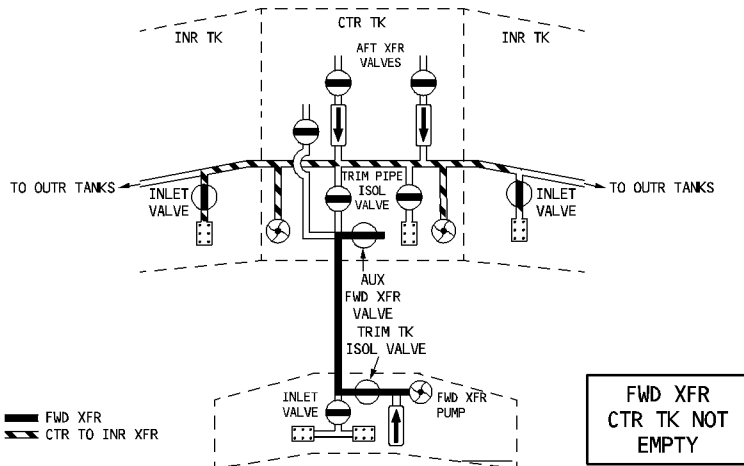 CTR TK
INR TK
INR TK
AFT XFR
VALVES
TRIM PIPE
ISOL
VALVE
TO OUTR TANKS
INLET
VALVE
INLET
VALVE
TO OUTR TANKS
AUX
FWD XFR
VALVE
TRIM TK
ISOL VALVE
INLET
VALVE
FWD XFR
PUMP
FWD XFR
CTR TO INR XFR
FWD XFR
CTR TK NOT
EMPTY